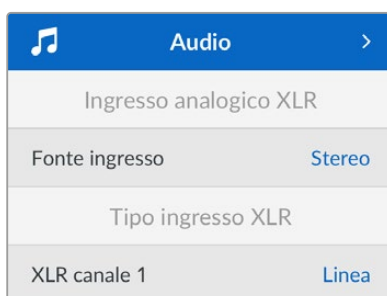 Audio
Ingresso analogico XLR
Fonte ingresso Stereo
Tipo ingresso XLR
XLR canale 1 Linea